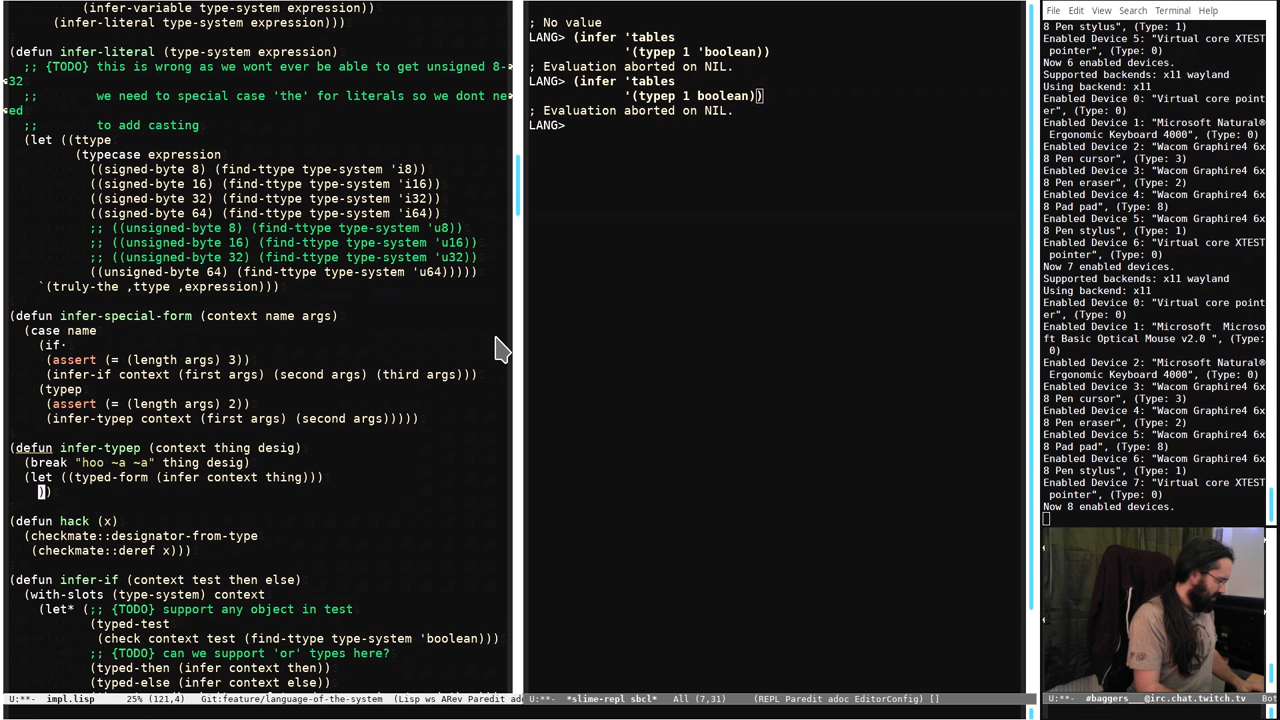 (infer-variable type-system expression))
(infer-literal type-system expression)))
(defun infer-literal (type-system expression)
;; {TODO} this is wrong as we wont ever be able to get unsigned 8-
32
;;        we need to special case 'the' for literals so we dont ne
ed
;;        to add casting
(let ((ttype
(typecase expression
((signed-byte 8) (find-ttype type-system 'i8))
((signed-byte 16) (find-ttype type-system 'i16))
((signed-byte 32) (find-ttype type-system 'i32))
((signed-byte 64) (find-ttype type-system 'i64))
;; ((unsigned-byte 8) (find-ttype type-system 'u8))
;; ((unsigned-byte 16) (find-ttype type-system 'u16))
;; ((unsigned-byte 32) (find-ttype type-system 'u32))
((unsigned-byte 64) (find-ttype type-system 'u64)))))
`(truly-the ,ttype ,expression)))
(defun infer-special-form (context name args)
(case name
(if·
(assert (= (length args) 3))
(infer-if context (first args) (second args) (third args)))
(typep
(assert (= (length args) 2))
(infer-typep context (first args) (second args)))))
(defun infer-typep (context thing desig)
(break "hoo ~a ~a" thing desig)
(let ((typed-form (infer context thing)))
))
(defun hack (x)
(checkmate::designator-from-type
(checkmate::deref x)))
(defun infer-if (context test then else)
(with-slots (type-system) context
(let* (;; {TODO} support any object in test
(typed-test
(check context test (find-ttype type-system 'boolean)))
;; {TODO} can we support 'or' types here?
(typed-then (infer context then))
(typed-else (infer context else))
U:**-  impl.lisp     25% (121,4)    Git:feature/language-of-the-system  (Lisp ws ARev Paredit ad
; No value
LANG> (infer 'tables
'(typep 1 'boolean))
; Evaluation aborted on NIL.
LANG> (infer 'tables
'(typep 1 boolean))
; Evaluation aborted on NIL.
LANG>
U:**-  *slime-repl sbcl*   All (7,31)     (REPL Paredit adoc EditorConfig) []
File Edit View Search Terminal Help
8 Pen stylus", (Type: 1)
Enabled Device 5: "Virtual core XTEST
pointer", (Type: 0)
Now 6 enabled devices.
Supported backends: x11 wayland
Using backend: x11
Enabled Device 0: "Virtual core point
er", (Type: 0)
Enabled Device 1: "Microsoft Natural®
Ergonomic Keyboard 4000", (Type: 0)
Enabled Device 2: "Wacom Graphire4 6x
8 Pen cursor", (Type: 3)
Enabled Device 3: "Wacom Graphire4 6x
8 Pen eraser", (Type: 2)
Enabled Device 4: "Wacom Graphire4 6x
8 Pad pad", (Type: 8)
Enabled Device 5: "Wacom Graphire4 6x
8 Pen stylus", (Type: 1)
Enabled Device 6: "Virtual core XTEST
pointer", (Type: 0)
Now 7 enabled devices.
Supported backends: x11 wayland
Using backend: x11
Enabled Device 0: "Virtual core point
er", (Type: 0)
Enabled Device 1: "Microsoft  Microso
ft Basic Optical Mouse v2.0 ", (Type:
0)
Enabled Device 2: "Microsoft Natural®
Ergonomic Keyboard 4000", (Type: 0)
Enabled Device 3: "Wacom Graphire4 6x
8 Pen cursor", (Type: 3)
Enabled Device 4: "Wacom Graphire4 6x
8 Pen eraser", (Type: 2)
Enabled Device 5: "Wacom Graphire4 6x
8 Pad pad", (Type: 8)
Enabled Device 6: "Wacom Graphire4 6x
8 Pen stylus", (Type: 1)
Enabled Device 7: "Virtual core XTEST
pointer", (Type: 0)
Now 8 enabled devices.
U:**-  #baggers__@irc.chat.twitch.tv   Bot